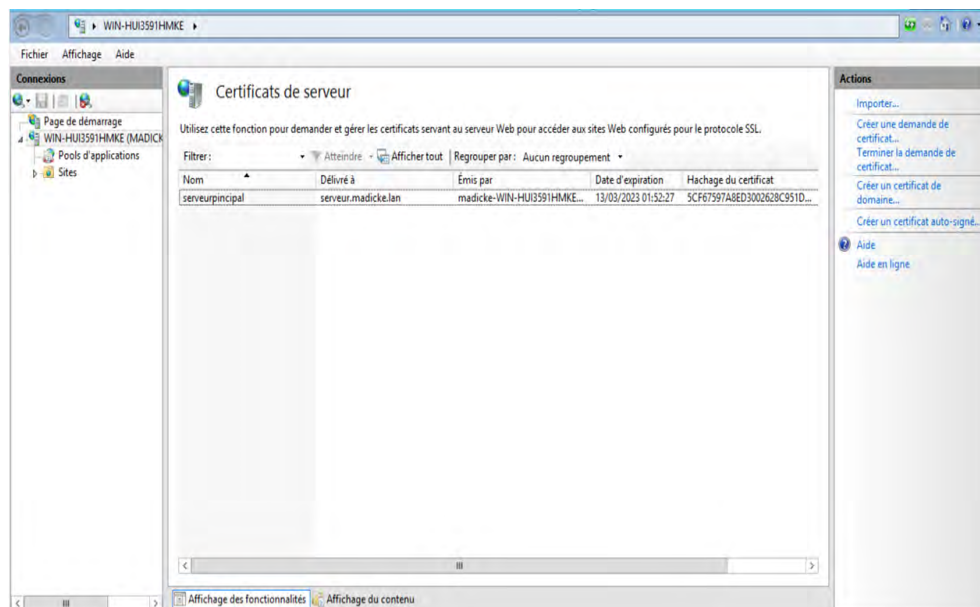 WIN-HUI3591HMKE
Fichier Affichage Aide
Connexions
Page de démarrage
WIN-HUI3591HMKE (MADICK
Pools d'applications
Sites
Certificats de serveur
Utilisez cette fonction pour demander et gérer les certificats servant au serveur Web pour accéder aux sites Web configurés pour le protocole SSL.
Filtrer : Atteindre Afficher tout Regrouper par : Aucun regroupement
Nom Délivré à Émis par Date d'expiration Hachage du certificat
serveurpincipal serveur.madicke.lan madicke-WIN-HUI3591HMKE... 13/03/2023 01:52:27 5CF67597A8ED3002628C951D...
Affichage des fonctionnalités Affichage du contenu
Actions
Importer...
Créer une demande de
certificat...
Terminer la demande de
certificat...
Créer un certificat de
domaine...
Créer un certificat auto-signé...
Aide
Aide en ligne